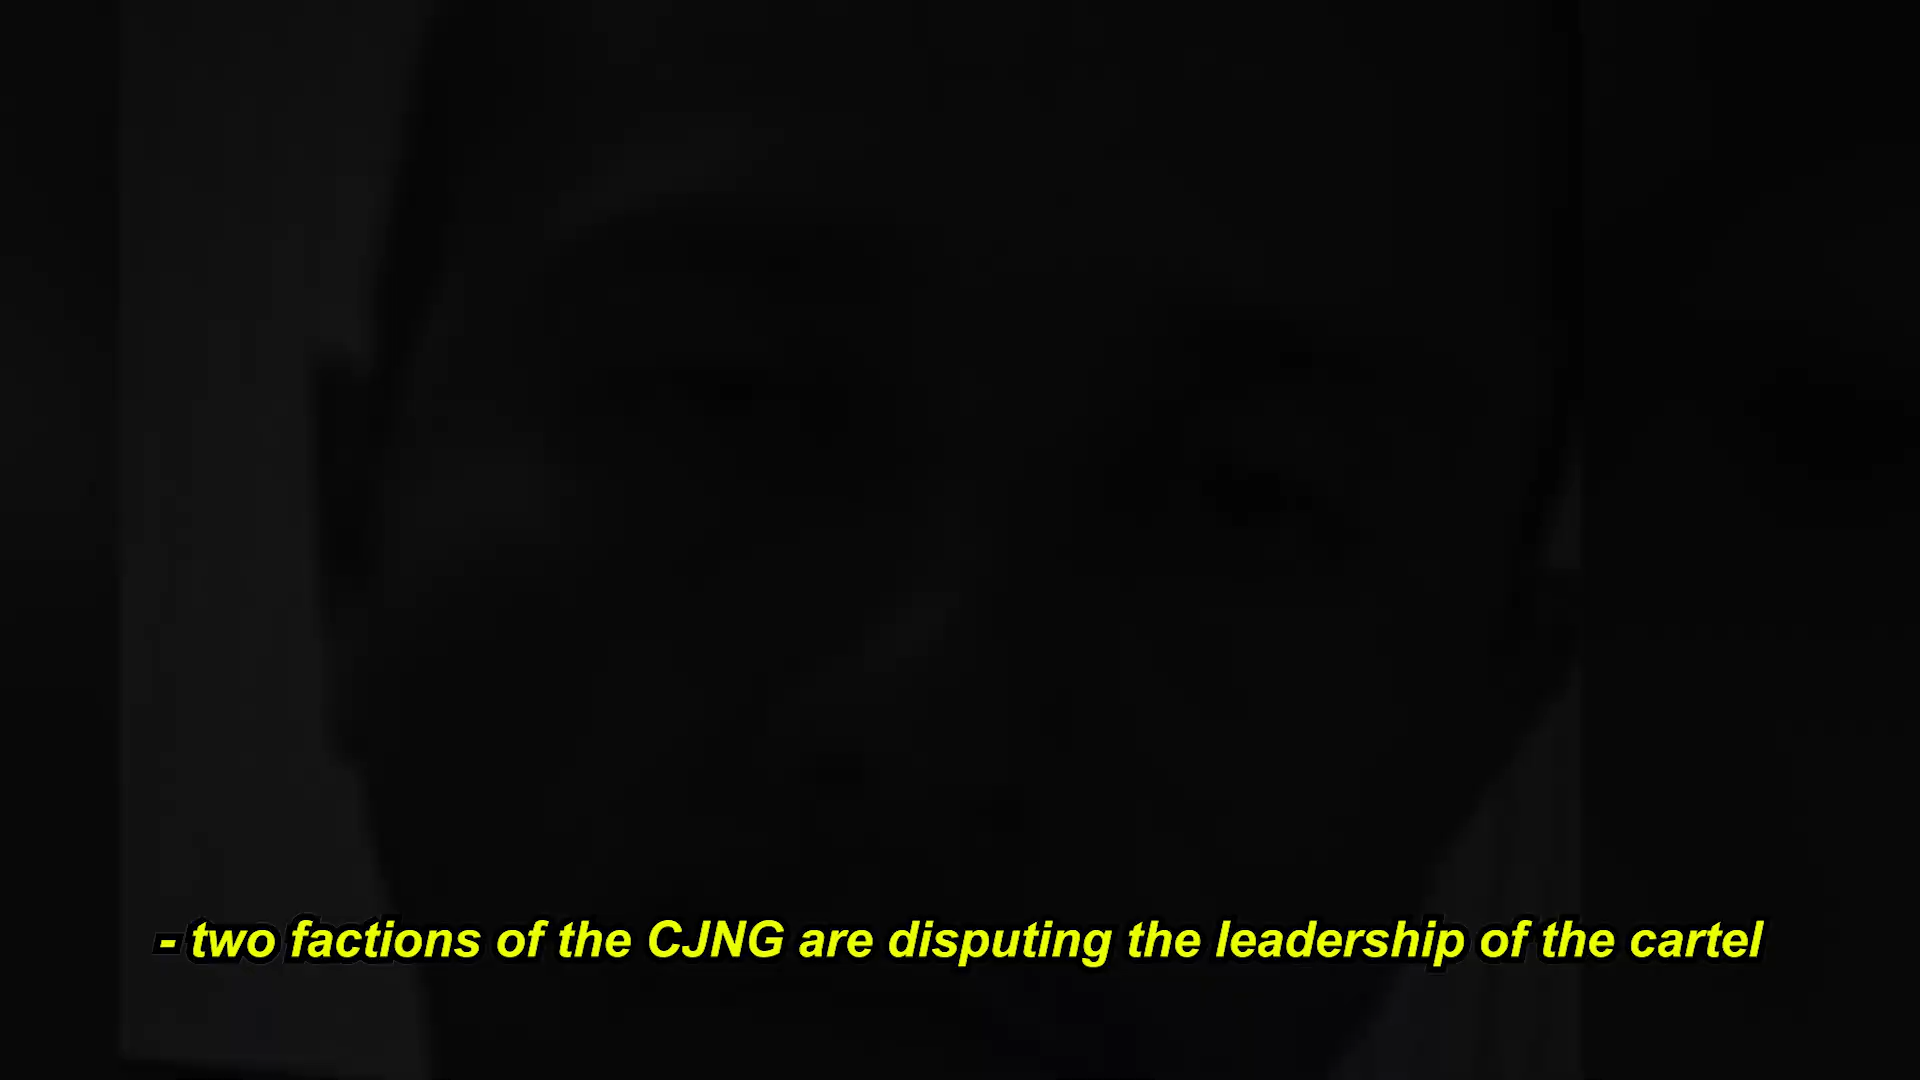 - two factions of the CJNG are disputing the leadership of the cartel